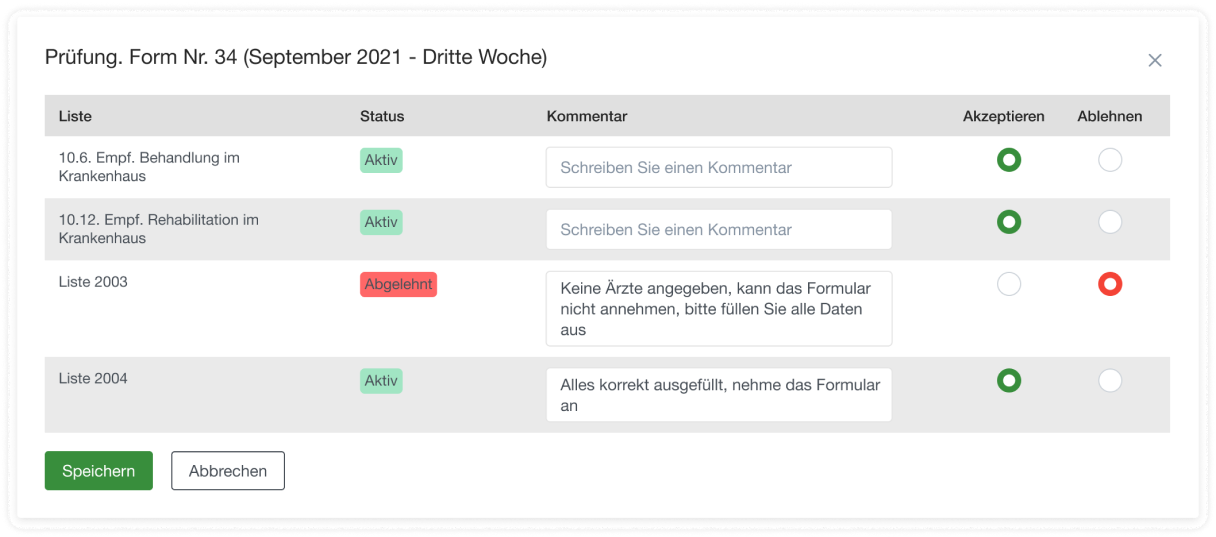 Prüfung. Form Nr. 34 (September 2021 - Dritte Woche)
Liste Status Kommentar Akzeptieren Ablehnen
10.6. Empf. Behandlung im
Krankenhaus
Aktiv
Schreiben Sie einen Kommentar
10.12. Empf. Rehabilitation im
Krankenhaus
Aktiv
Schreiben Sie einen Kommentar
Liste 2003
Abgelehnt
Keine Ärzte angegeben, kann das Formular
nicht annehmen, bitte füllen Sie alle Daten
aus
Liste 2004
Aktiv
Alles korrekt ausgefüllt, nehme das Formular
an
Speichern Abbrechen